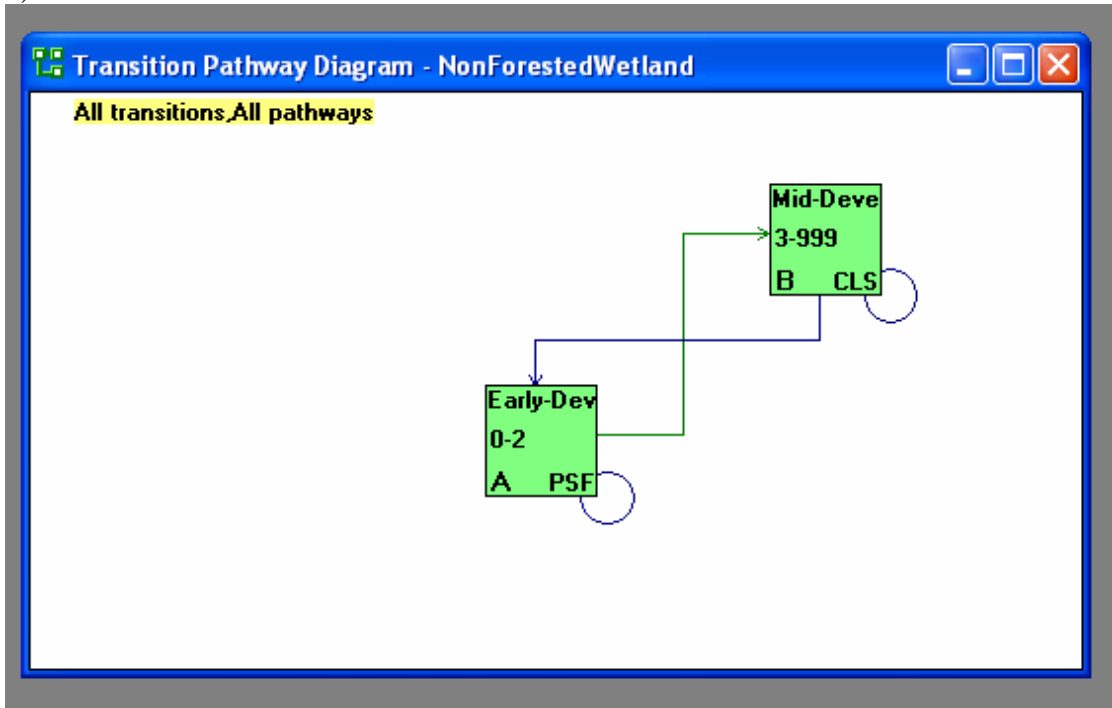 Transition Pathway Diagram - NonForestedWetland
All transitions,All pathways
Mid-Deve
3-999
B CLS
Early-Dev
0-2
A PSF